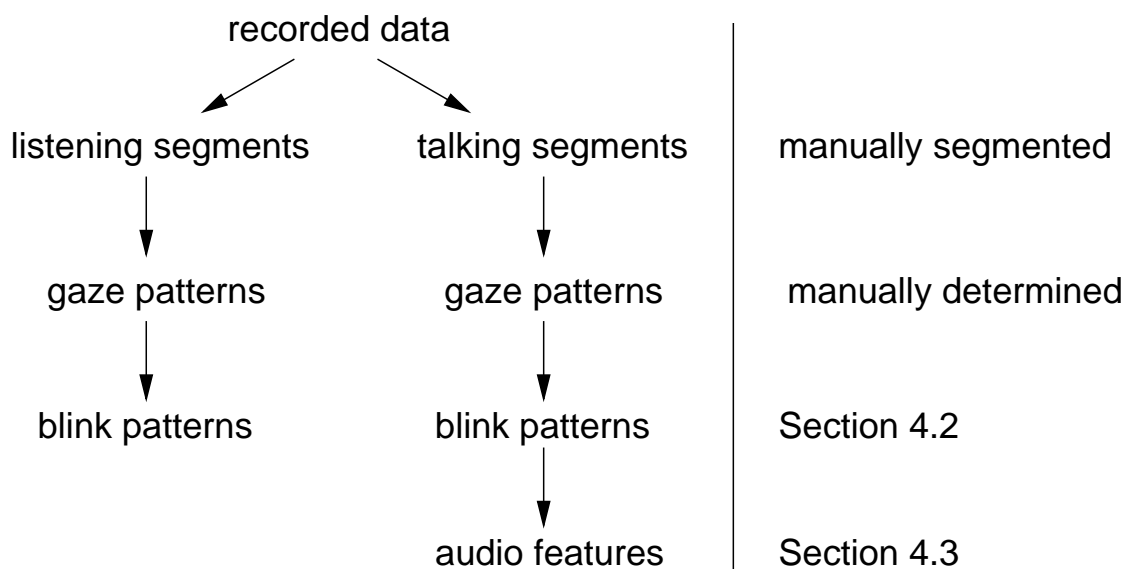 recorded data
listening segments talking segments manually segmented
gaze patterns gaze patterns manually determined
blink patterns blink patterns Section 4.2
audio features Section 4.3